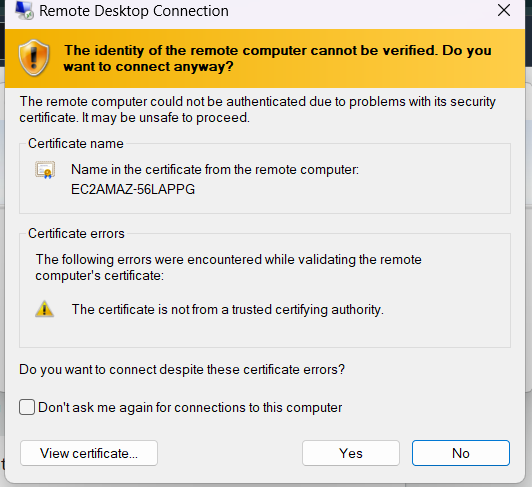 Remote Desktop Connection
The identity of the remote computer cannot be verified. Do you
want to connect anyway?
The remote computer could not be authenticated due to problems with its security
certificate. It may be unsafe to proceed.
Certificate name
Name in the certificate from the remote computer:
EC2AMAZ-56LAPPG
Certificate errors
The following errors were encountered while validating the remote
computer's certificate:
The certificate is not from a trusted certifying authority.
Do you want to connect despite these certificate errors?
Don't ask me again for connections to this computer
View certificate...
Yes
No